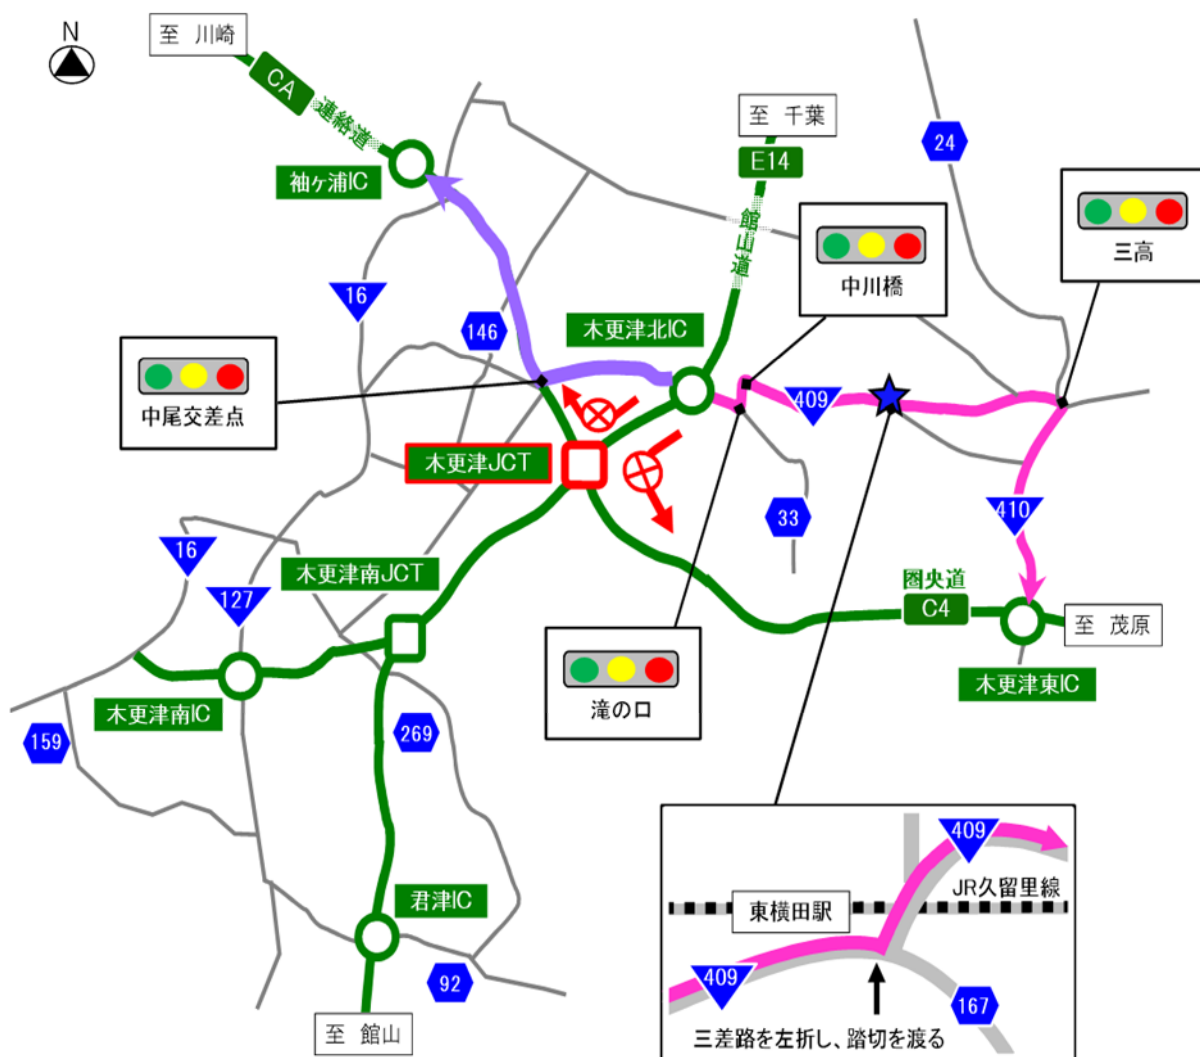 N
至 川崎
CA
連絡道
袖ヶ浦IC
至 千葉
E14
館山道
24
三高
中川橋
16
146
木更津北IC
中尾交差点
409
木更津JCT
33
410
16
木更津南JCT
127
圏央道
C4
至 茂原
木更津東IC
滝の口
木更津南IC
159
269
君津IC
92
至 館山
409
JR久留里線
東横田駅
409
167
三差路を左折し、踏切を渡る